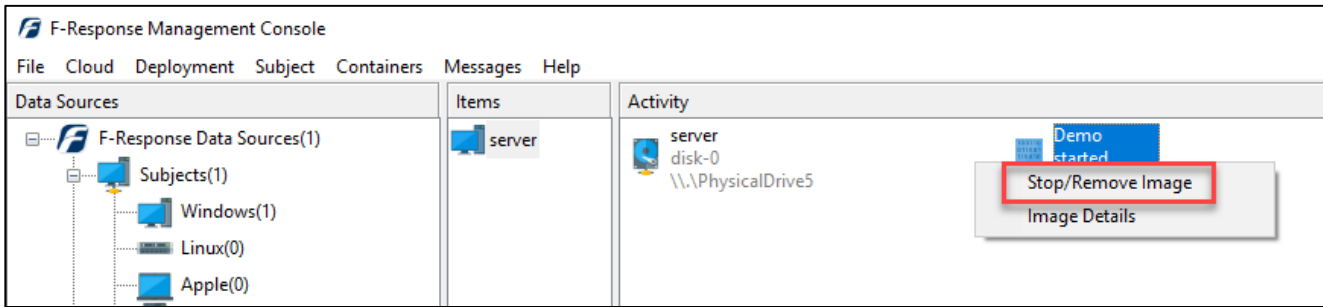 F-Response Management Console
File Cloud Deployment Subject Containers Messages Help
Data Sources
Items
Activity
F-Response Data Sources(1)
Subjects(1)
Windows(1)
Linux(0)
Apple(0)
server
server
disk-0
\\.\PhysicalDrive5
Demo
started
Stop/Remove Image
Image Details